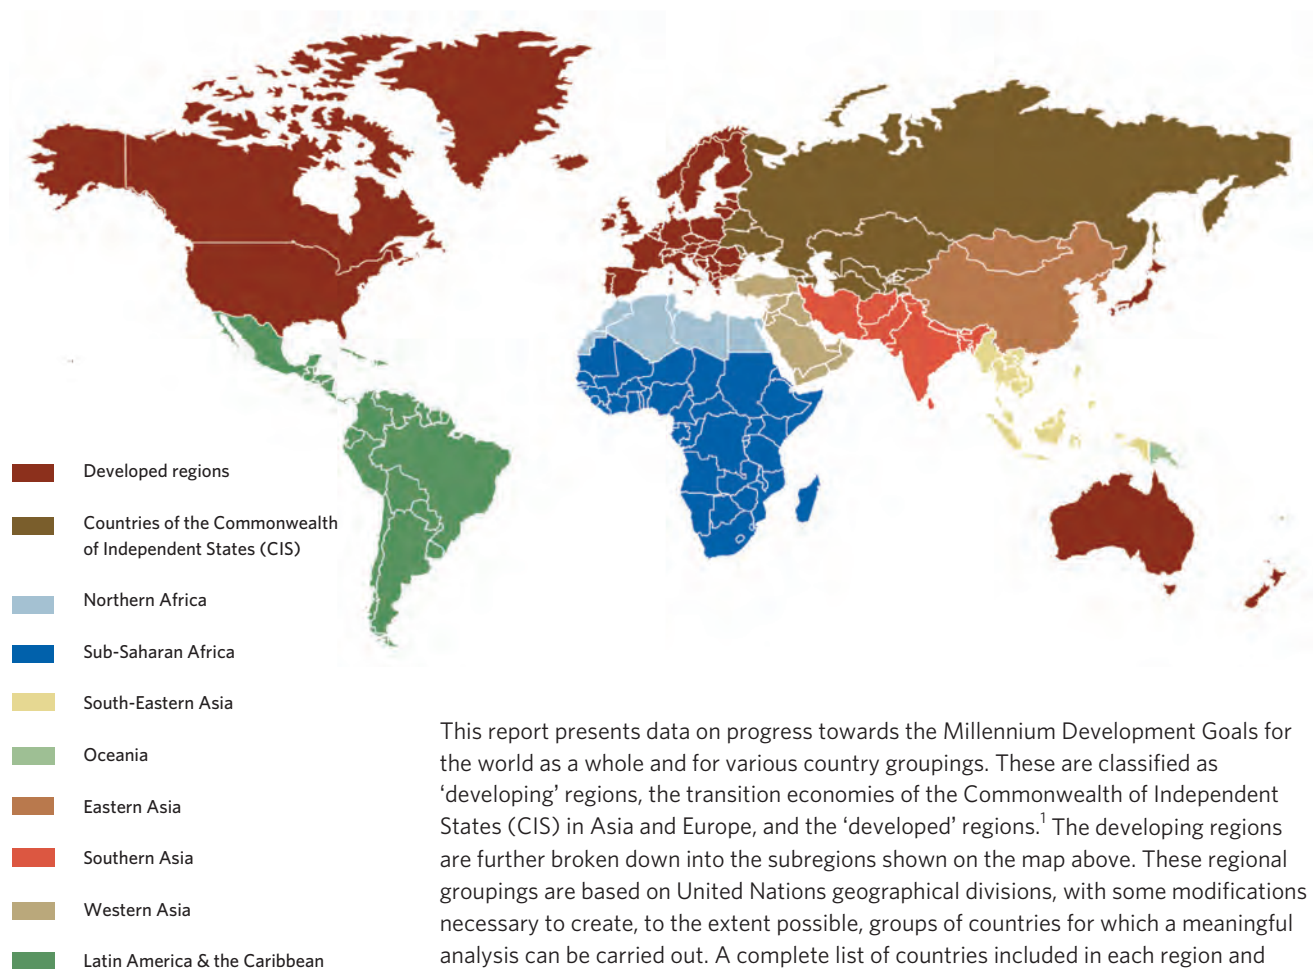 Developed regions
Countries of the Commonwealth
of Independent States (CIS)
Northern Africa
Sub-Saharan Africa
South-Eastern Asia
Oceania
Eastern Asia
Southern Asia
Western Asia
Latin America & the Caribbean
This report presents data on progress towards the Millennium Development Goals for
the world as a whole and for various country groupings. These are classified as
‘developing’ regions, the transition economies of the Commonwealth of Independent
States (CIS) in Asia and Europe, and the ‘developed’ regions.1 The developing regions
are further broken down into the subregions shown on the map above. These regional
groupings are based on United Nations geographical divisions, with some modifications
necessary to create, to the extent possible, groups of countries for which a meaningful
analysis can be carried out. A complete list of countries included in each region and